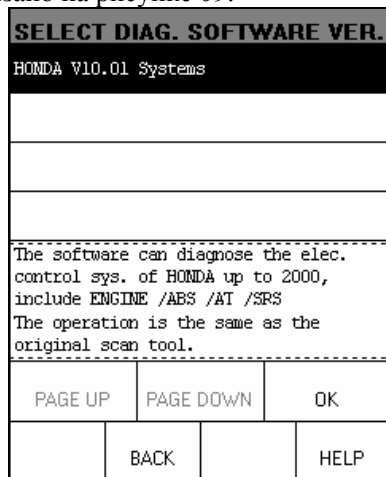 SELECT DIAG. SOFTWARE VER.
HONDA V10.01 Systems
The software can diagnose the elec.
control sys. of HONDA up to 2000,
include ENGINE /ABS /AT /SRS
The operation is the same as the
original scan tool.
PAGE UP PAGE DOWN OK
BACK HELP